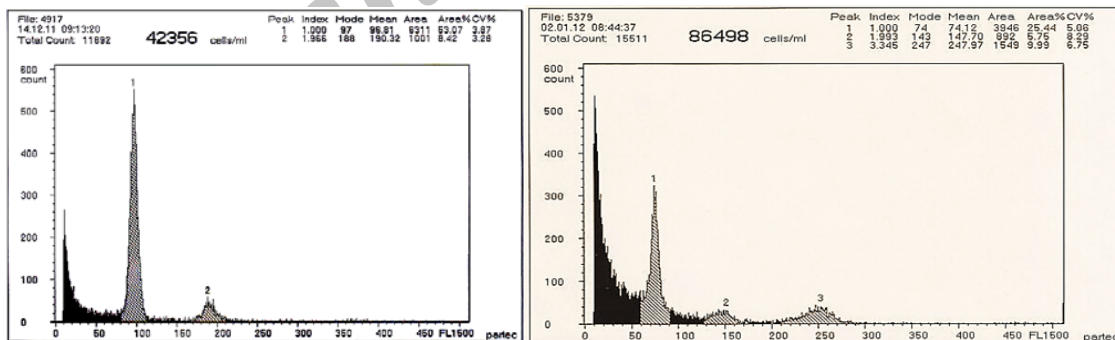 File: 4917
14.12.11 09:13:20
Total Count: 11892
42356 cells/ml
Peak Index Mode Mean Area Area% CV%
1 1.000 97 96.81 6311 53.07 3.87
2 1.966 188 190.32 1001 8.42 3.28
600
count
500
400
300
200
100
0
1
2
0 50 100 150 200 250 300 350 400 450 FL1500
partec
File: 5379
02.01.12 08:44:37
Total Count: 15511
86498 cells/ml
Peak Index Mode Mean Area Area% CV%
1 1.000 74 74.12 3946 25.44 5.06
2 1.993 143 147.70 892 5.75 8.29
3 3.345 247 247.97 1549 9.99 6.75
600
count
500
400
300
200
100
0
1
2
3
0 50 100 150 200 250 300 350 400 450 FL1500
partec